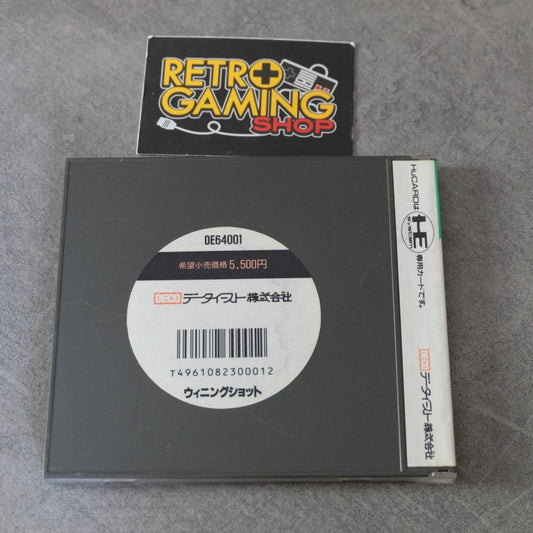 RETRO
GAMING
SHOP
DE64001
希望小売価格 5,500円
DECO データイースト株式会社
T4961082300012
ウィニングショット
HuCARDは HE system 専用カードです。
DECO データイースト株式会社